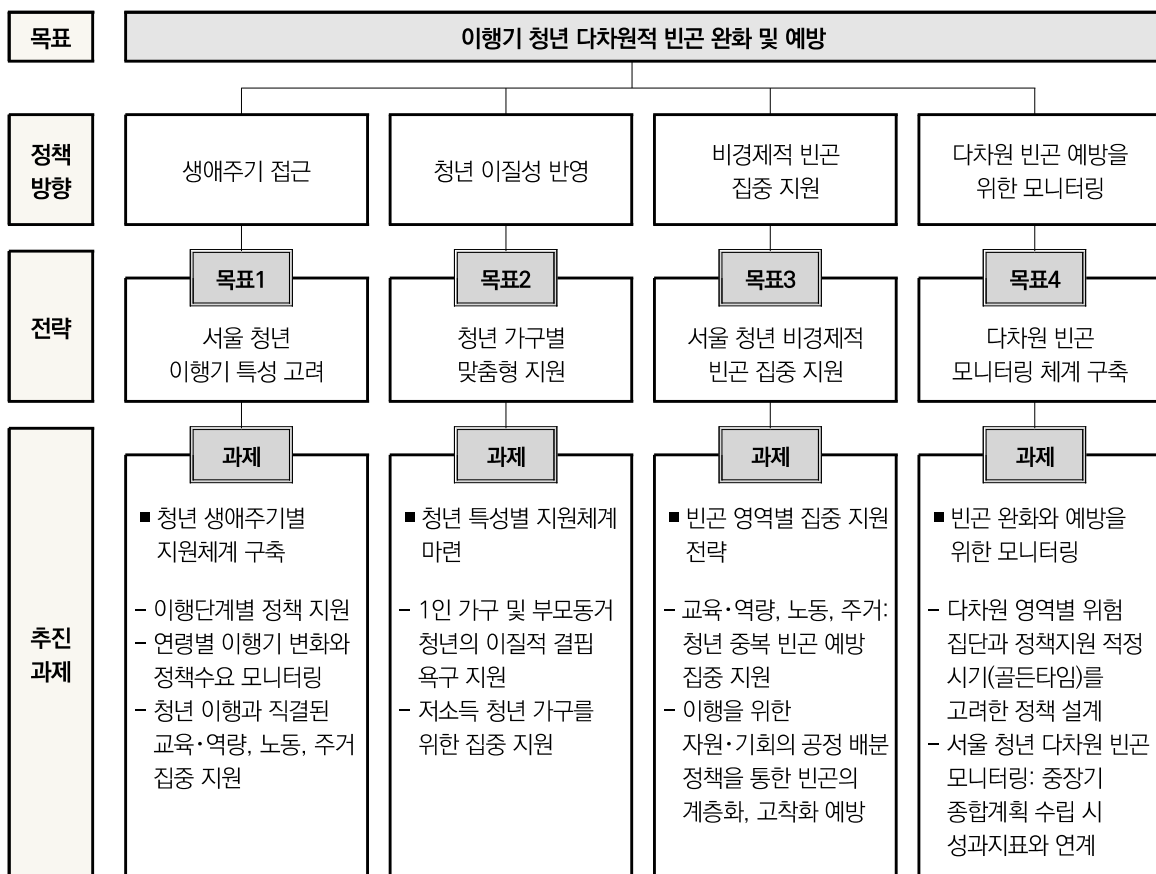 목표
이행기 청년 다차원적 빈곤 완화 및 예방
정책
방향
생애주기 접근
청년 이질성 반영
비경제적 빈곤
집중 지원
다차원 빈곤 예방을
위한 모니터링
전략
목표1
서울 청년
이행기 특성 고려
목표2
청년 가구별
맞춤형 지원
목표3
서울 청년 비경제적
빈곤 집중 지원
목표4
다차원 빈곤
모니터링 체계 구축
추진
과제
과제
■ 청년 생애주기별
지원체계 구축
– 이행단계별 정책 지원
– 연령별 이행기 변화와
정책수요 모니터링
– 청년 이행과 직결된
교육·역량, 노동, 주거
집중 지원
과제
■ 청년 특성별 지원체계
마련
– 1인 가구 및 부모동거
청년의 이질적 결핍
욕구 지원
– 저소득 청년 가구를
위한 집중 지원
과제
■ 빈곤 영역별 집중 지원
전략
– 교육·역량, 노동, 주거:
청년 중복 빈곤 예방
집중 지원
– 이행을 위한
자원·기회의 공정 배분
정책을 통한 빈곤의
계층화, 고착화 예방
과제
■ 빈곤 완화와 예방을
위한 모니터링
– 다차원 영역별 위험
집단과 정책지원 적정
시기(골든타임)를
고려한 정책 설계
– 서울 청년 다차원 빈곤
모니터링: 중장기
종합계획 수립 시
성과지표와 연계